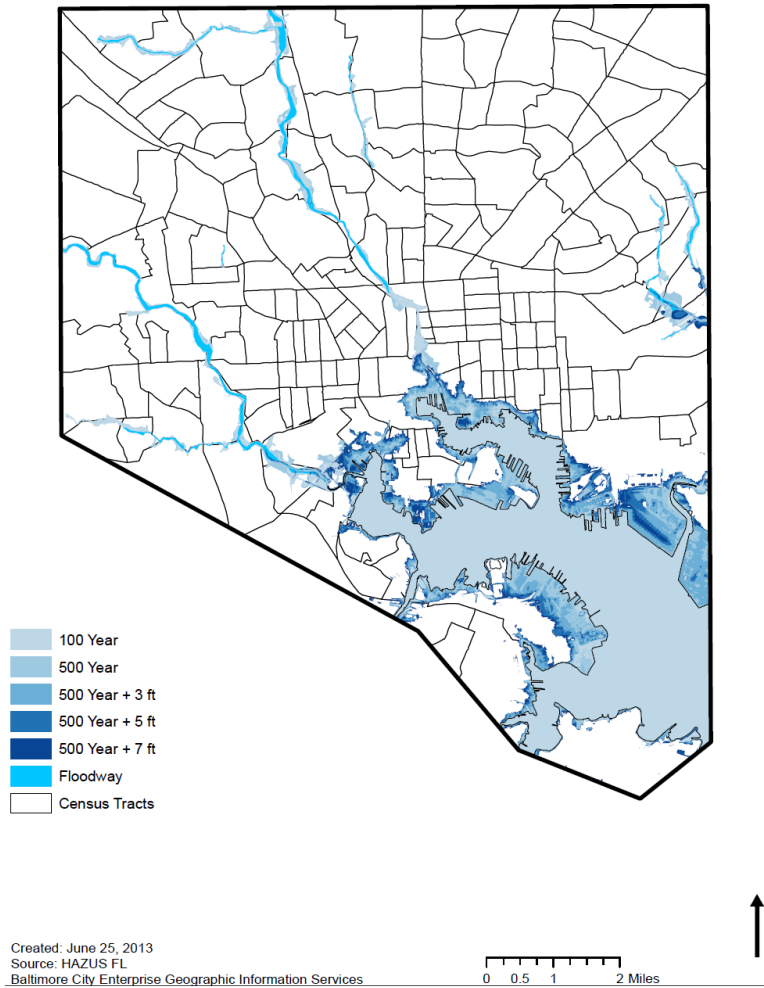 100 Year
500 Year
500 Year + 3 ft
500 Year + 5 ft
500 Year + 7 ft
Floodway
Census Tracts
Created: June 25, 2013
Source: HAZUS FL
Baltimore City Enterprise Geographic Information Services
0 0.5 1 2 Miles